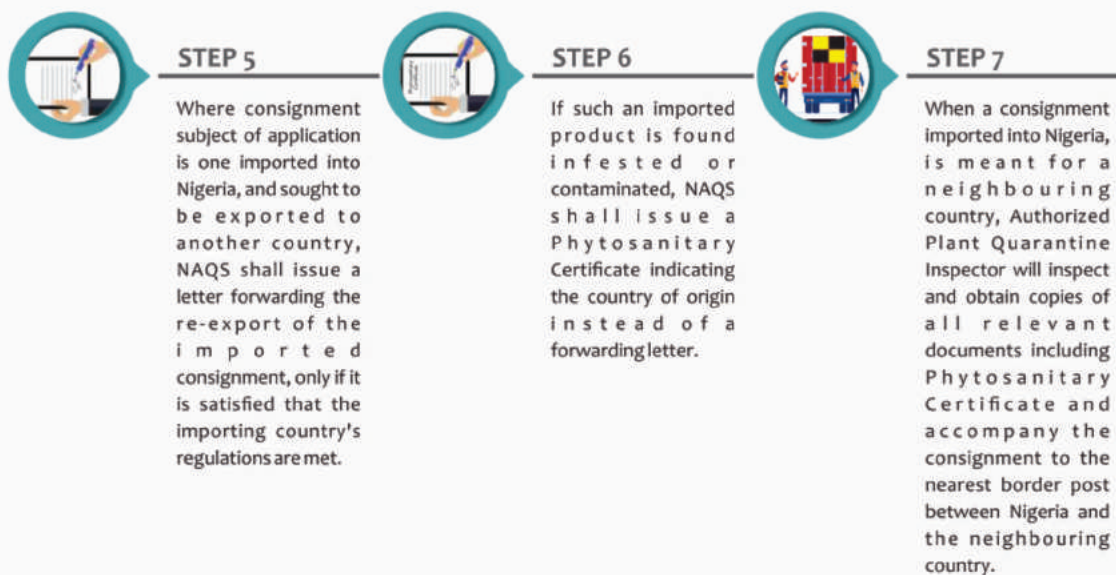 STEP 5
Where consignment
subject of application
is one imported into
Nigeria, and sought to
be exported to
another country,
NAQS shall issue a
letter forwarding the
re-export of the
imported
consignment, only if it
is satisfied that the
importing country's
regulations are met.
Phytosanitary
Certificate
STEP 6
If such an imported
product is found
infested or
contaminated, NAQS
shall issue a
Phytosanitary
Certificate indicating
the country of origin
instead of a
forwarding letter.
STEP 7
When a consignment
imported into Nigeria,
is meant for a
neighbouring
country, Authorized
Plant Quarantine
Inspector will inspect
and obtain copies of
all relevant
documents including
Phytosanitary
Certificate and
accompany the
consignment to the
nearest border post
between Nigeria and
the neighbouring
country.